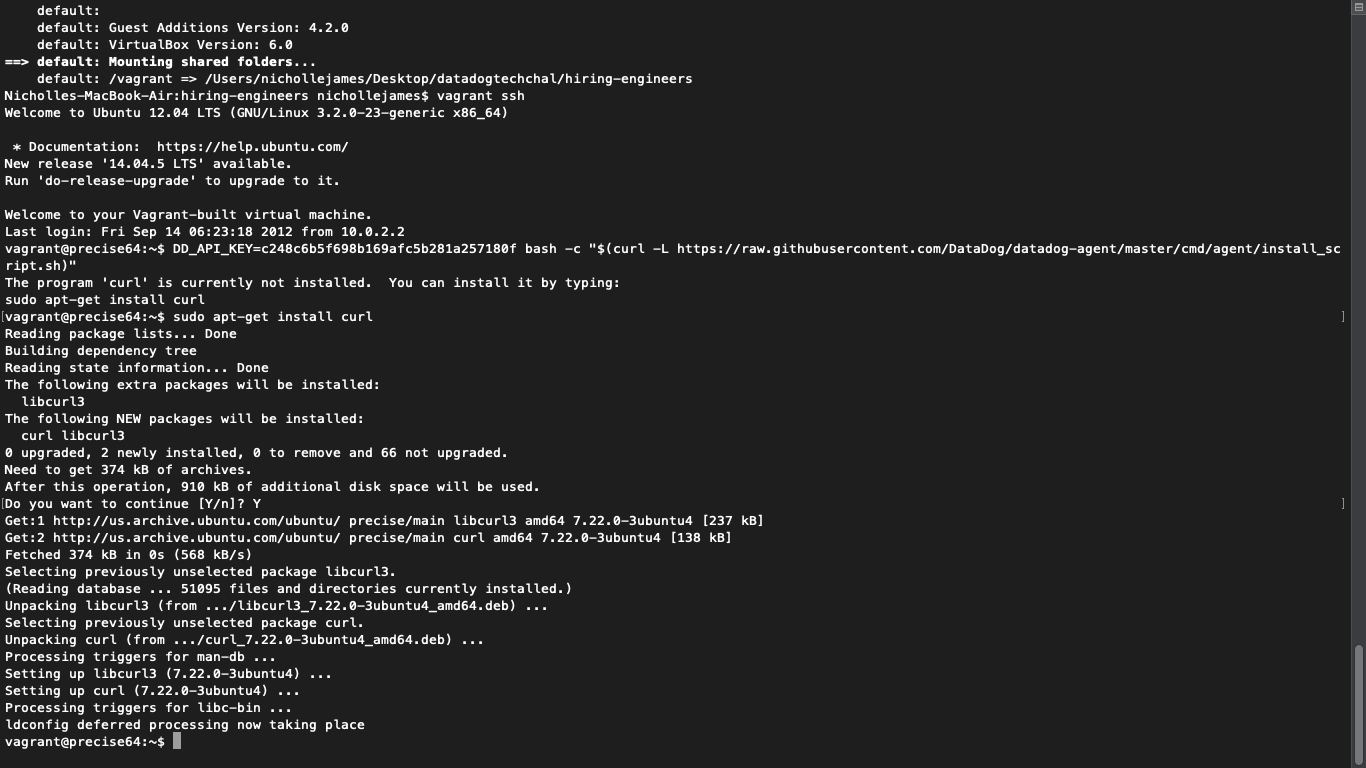 default:
default: Guest Additions Version: 4.2.0
default: VirtualBox Version: 6.0
==> default: Mounting shared folders...
default: /vagrant => /Users/nichollejames/Desktop/datadogtechchal/hiring-engineers
Nicholles-MacBook-Air:hiring-engineers nichollejames$ vagrant ssh
Welcome to Ubuntu 12.04 LTS (GNU/Linux 3.2.0-23-generic x86_64)
* Documentation:  https://help.ubuntu.com/
New release '14.04.5 LTS' available.
Run 'do-release-upgrade' to upgrade to it.
Welcome to your Vagrant-built virtual machine.
Last login: Fri Sep 14 06:23:18 2012 from 10.0.2.2
vagrant@precise64:~$ DD_API_KEY=c248c6b5f698b169afc5b281a257180f bash -c "$(curl -L https://raw.githubusercontent.com/DataDog/datadog-agent/master/cmd/agent/install_sc
ript.sh)"
The program 'curl' is currently not installed.  You can install it by typing:
sudo apt-get install curl
[vagrant@precise64:~$ sudo apt-get install curl ]
Reading package lists... Done
Building dependency tree
Reading state information... Done
The following extra packages will be installed:
libcurl3
The following NEW packages will be installed:
curl libcurl3
0 upgraded, 2 newly installed, 0 to remove and 66 not upgraded.
Need to get 374 kB of archives.
After this operation, 910 kB of additional disk space will be used.
[Do you want to continue [Y/n]? Y ]
Get:1 http://us.archive.ubuntu.com/ubuntu/ precise/main libcurl3 amd64 7.22.0-3ubuntu4 [237 kB]
Get:2 http://us.archive.ubuntu.com/ubuntu/ precise/main curl amd64 7.22.0-3ubuntu4 [138 kB]
Fetched 374 kB in 0s (568 kB/s)
Selecting previously unselected package libcurl3.
(Reading database ... 51095 files and directories currently installed.)
Unpacking libcurl3 (from .../libcurl3_7.22.0-3ubuntu4_amd64.deb) ...
Selecting previously unselected package curl.
Unpacking curl (from .../curl_7.22.0-3ubuntu4_amd64.deb) ...
Processing triggers for man-db ...
Setting up libcurl3 (7.22.0-3ubuntu4) ...
Setting up curl (7.22.0-3ubuntu4) ...
Processing triggers for libc-bin ...
ldconfig deferred processing now taking place
vagrant@precise64:~$